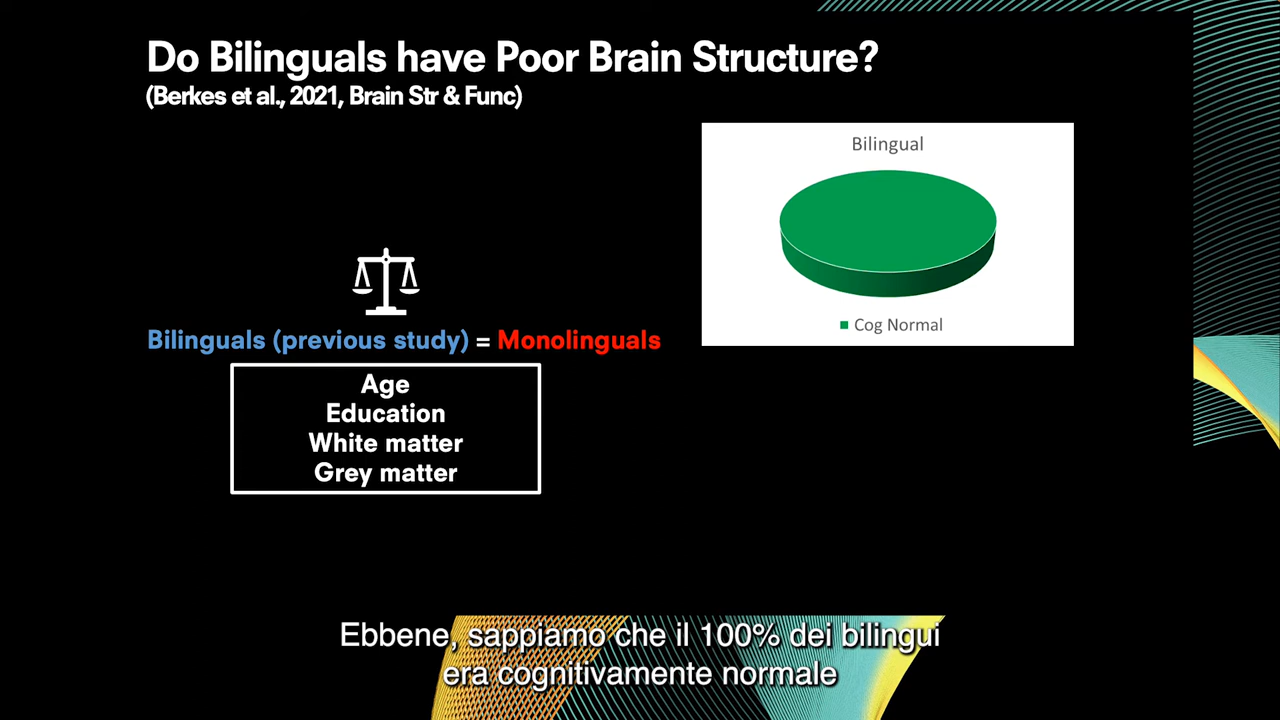 Do Bilinguals have Poor Brain Structure?
(Berkes et al., 2021, Brain Str & Func)
Bilingual
Cog Normal
Bilinguals (previous study) = Monolinguals
Age
Education
White matter
Grey matter
Ebbene, sappiamo che il 100% dei bilingui
era cognitivamente normale